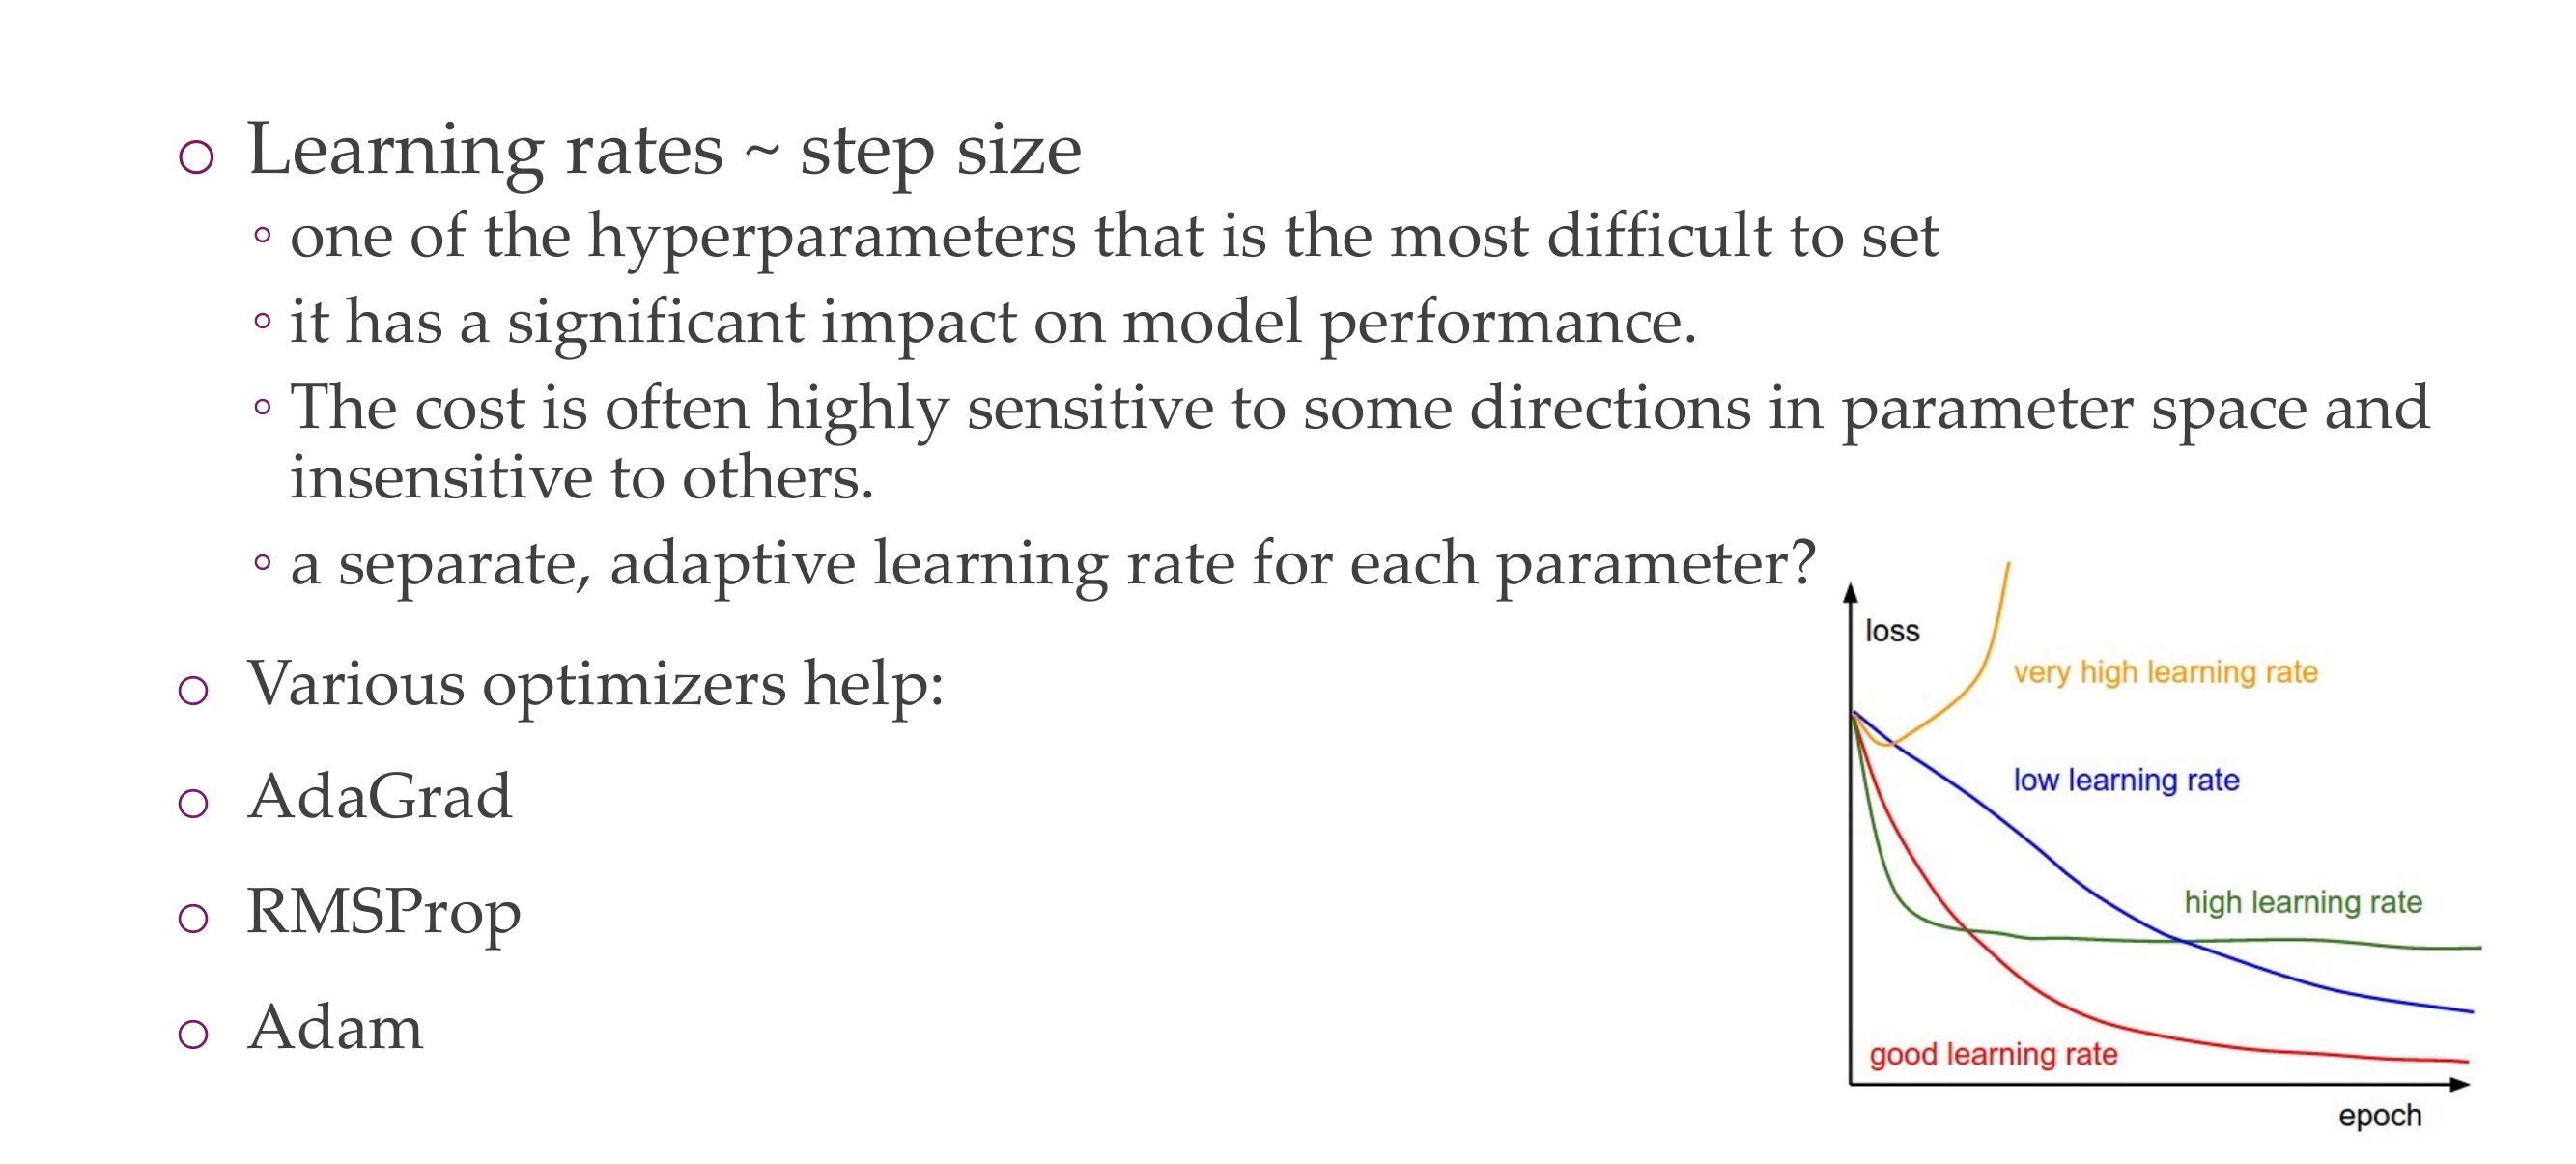 Learning rates ~ step size
one of the hyperparameters that is the most difficult to set
it has a significant impact on model performance.
The cost is often highly sensitive to some directions in parameter space and
insensitive to others.
a separate, adaptive learning rate for each parameter?
Various optimizers help:
AdaGrad
RMSProp
Adam
loss
very high learning rate
low learning rate
high learning rate
good learning rate
epoch